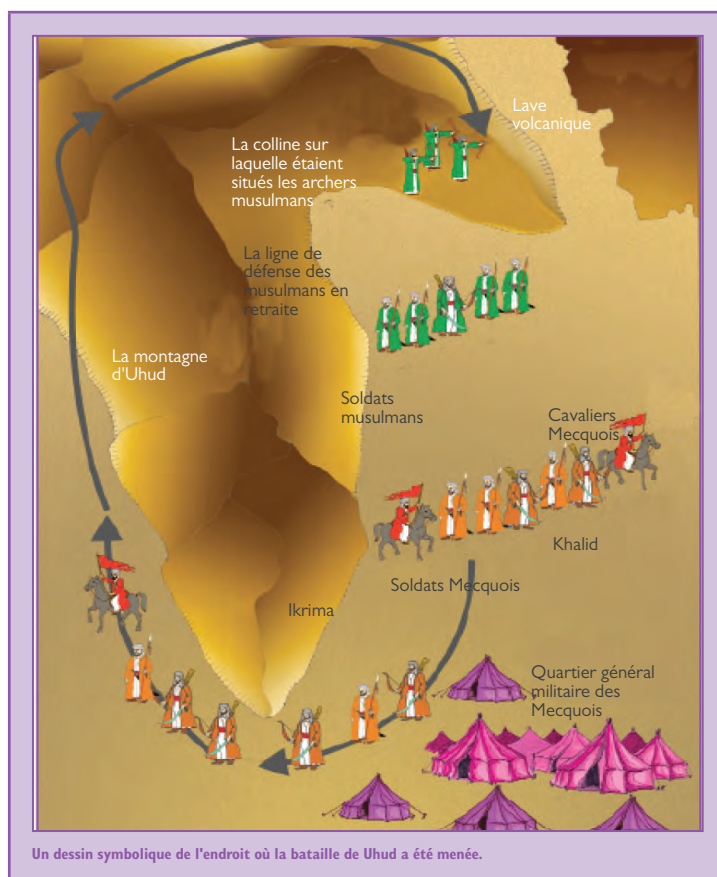 Lave
volcanique
La colline sur
laquelle étaient
situés les archers
musulmans
La ligne de
défense des
musulmans en
retraite
La montagne
d'Uhud
Soldats
musulmans
Cavaliers
Mecquois
Khalid
Soldats Mecquois
Ikrima
Quartier général
militaire des
Mecquois
Un dessin symbolique de l'endroit où la bataille de Uhud a été menée.